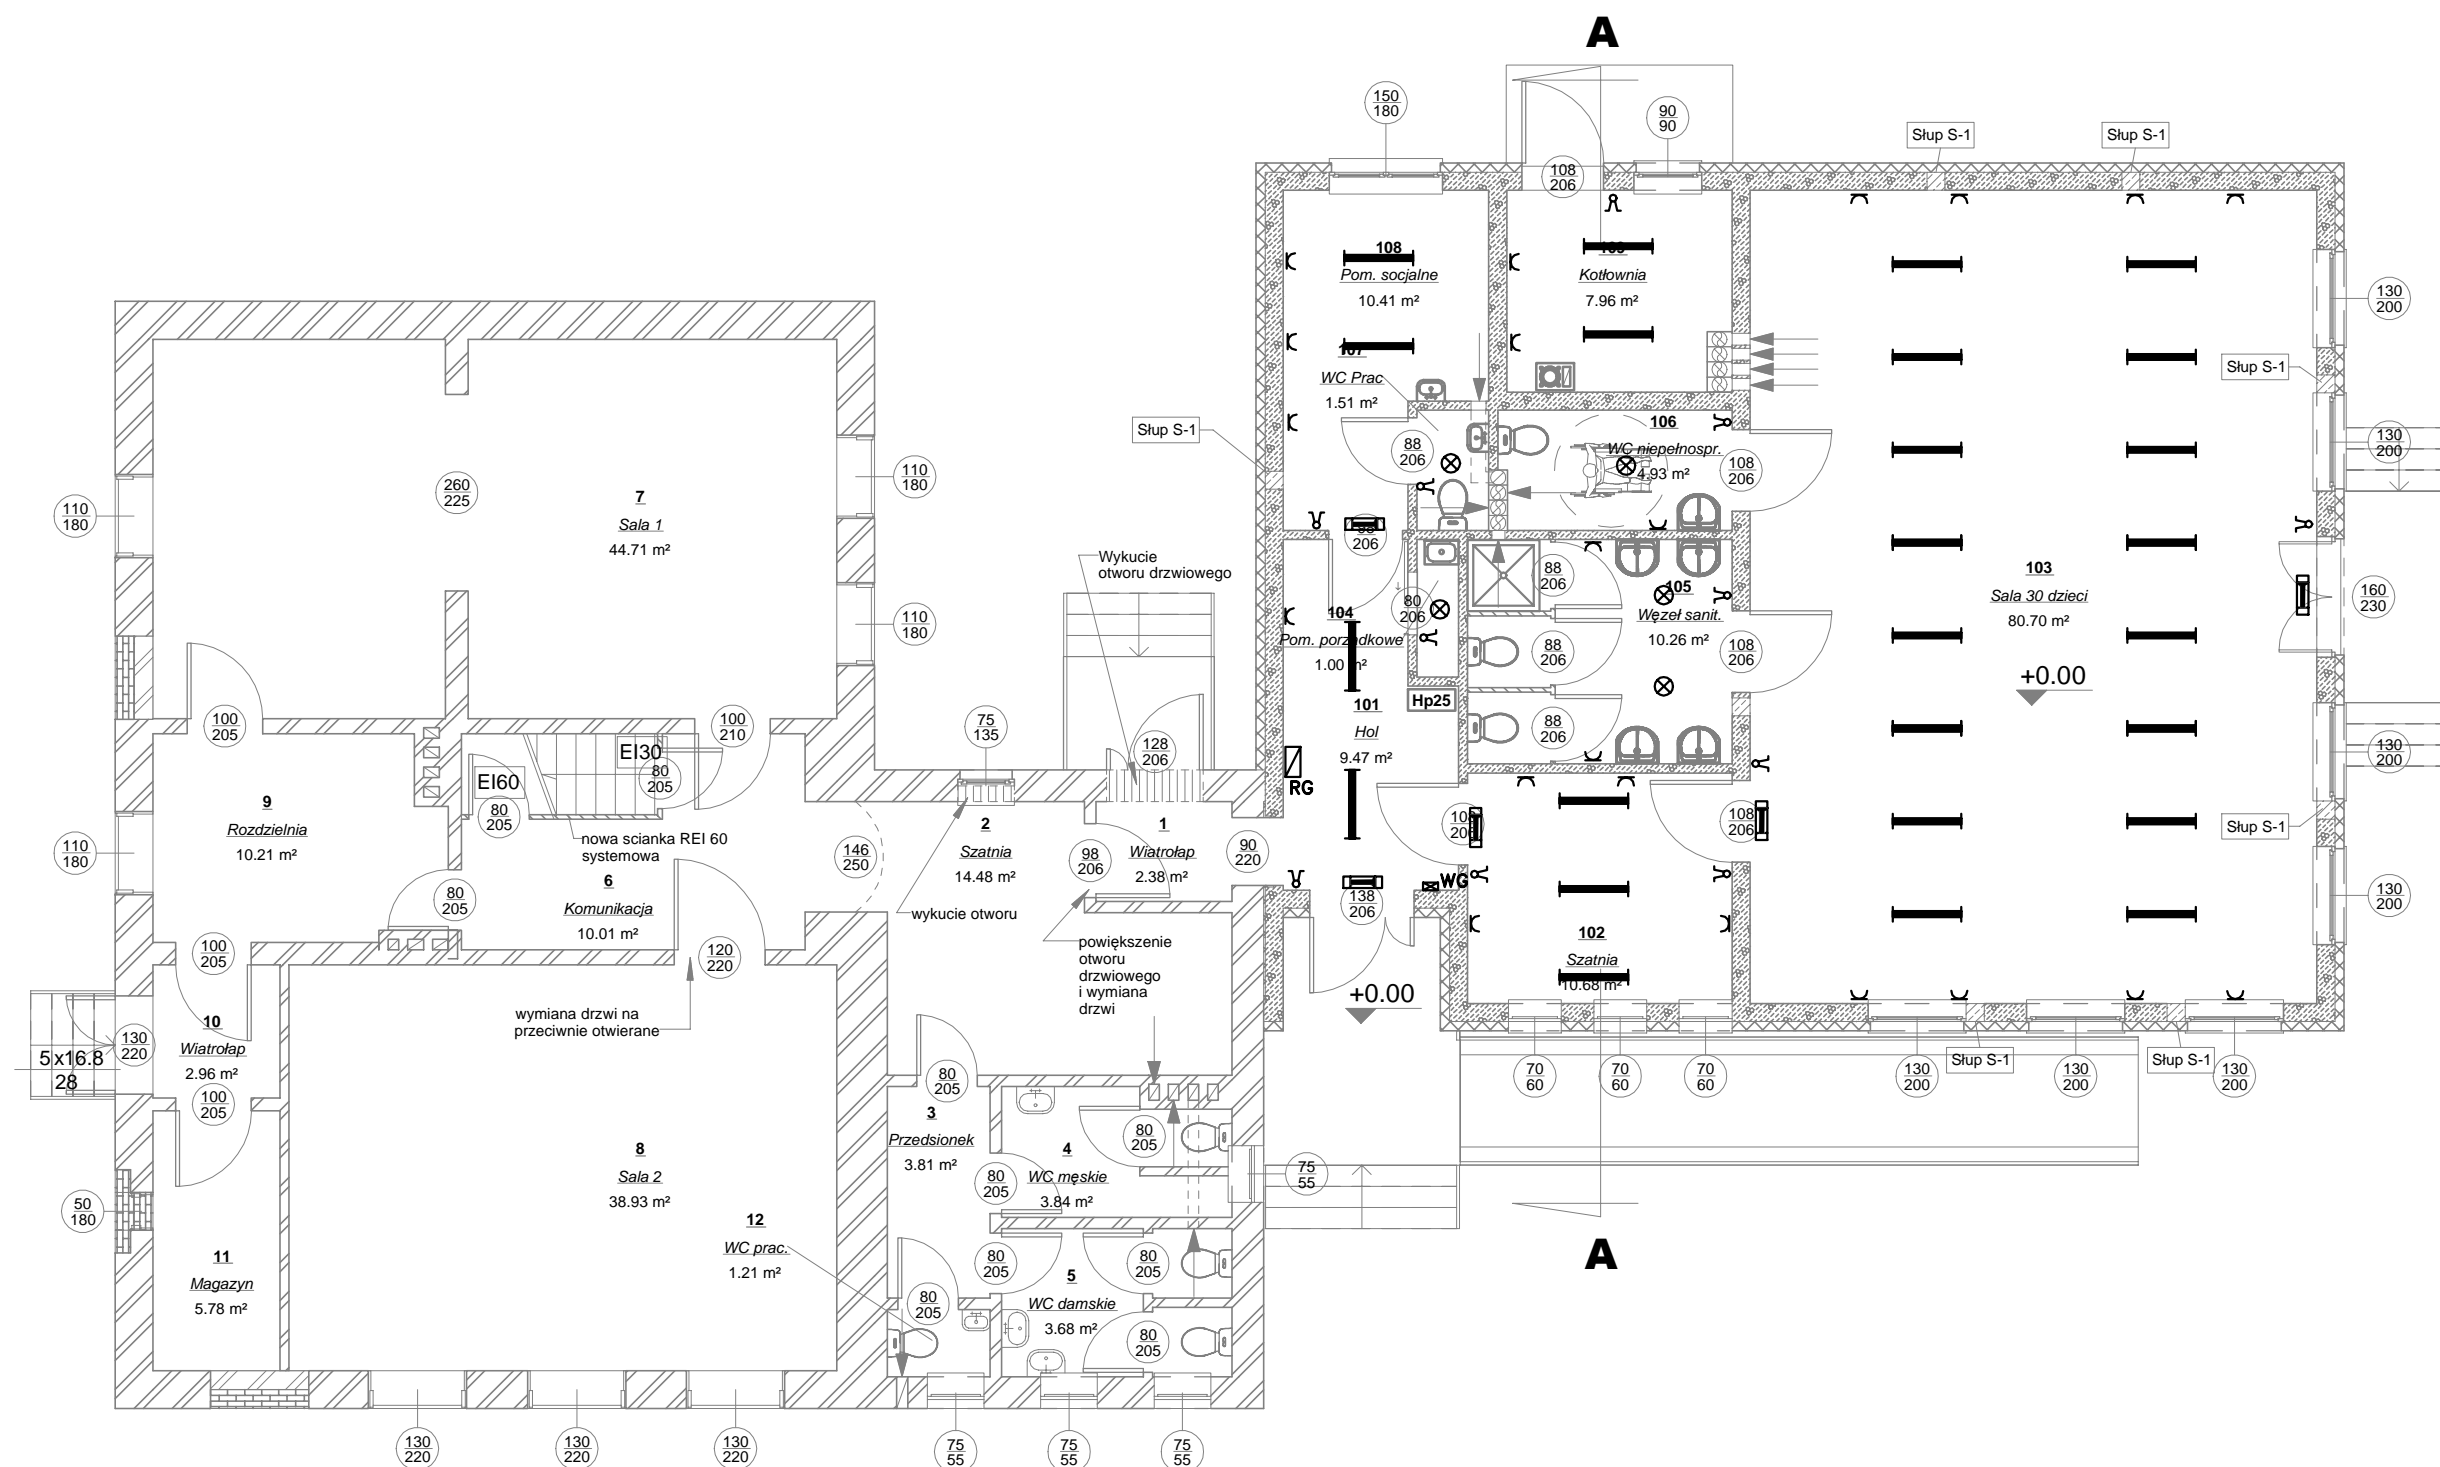 A
150
180
90
90
Słup S-1
Słup S-1
108
206
108
Pom. socjalne
10.41 m²
109
Kotłownia
7.96 m²
130
200
Słup S-1
107
WC Prac
1.51 m²
Słup S-1
88
206
106
WC niepełnospr.
4.93 m²
108
206
130
200
110
180
260
225
7
Sala 1
44.71 m²
110
180
206
Wykucie
otworu drzwiowego
88
206
80
206
104
Pom. porządkowe
1.00 m²
105
Węzeł sanit.
10.26 m²
103
Sala 30 dzieci
80.70 m²
160
230
110
180
88
206
108
206
+0.00
Hp25
101
Hol
9.47 m²
88
206
100
205
100
210
75
135
128
206
130
200
EI30
EI60
80
205
80
205
RG
9
Rozdzielnia
10.21 m²
110
180
nowa scianka REI 60
systemowa
146
250
2
Szatnia
14.48 m²
98
206
1
Wiatrołap
2.38 m²
90
220
108
206
108
206
Słup S-1
6
Komunikacja
10.01 m²
80
205
wykucie otworu
WG
138
206
130
200
100
205
120
220
powiększenie
otworu
drzwiowego
i wymiana
drzwi
102
Szatnia
10.68 m²
+0.00
wymiana drzwi na
przeciwnie otwierane
10
Wiatrołap
2.96 m²
130
220
5 x16.8
28
100
205
80
205
70
60
70
60
70
60
130
200
Słup S-1
130
200
Słup S-1
130
200
3
Przedsionek
3.81 m²
80
205
4
WC męskie
3.84 m²
80
205
75
55
8
Sala 2
38.93 m²
50
180
12
WC prac.
1.21 m²
11
Magazyn
5.78 m²
80
205
5
WC damskie
3.68 m²
80
205
80
205
80
205
A
130
220
130
220
130
220
75
55
75
55
75
55